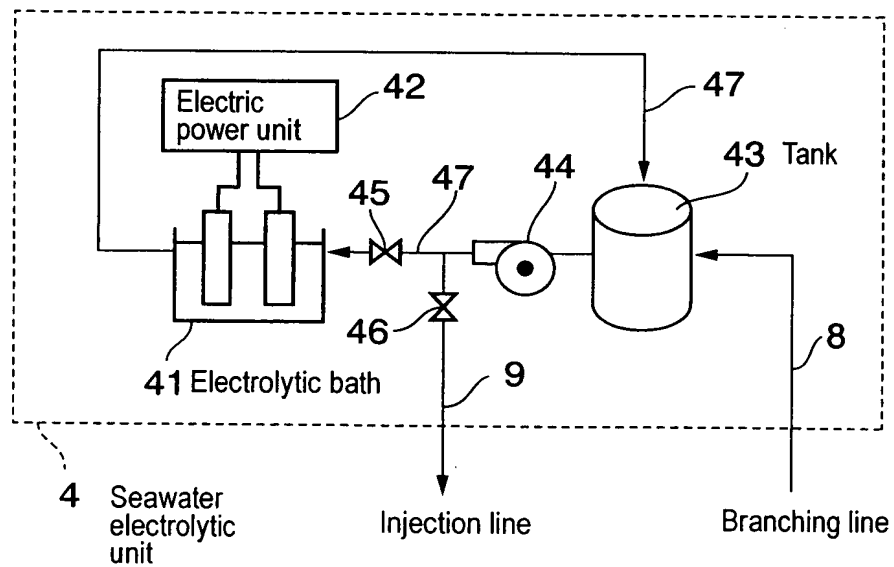 Electric
power unit
42
47
43 Tank
44
45
47
46
41 Electrolytic bath
9
8
4 Seawater
electrolytic
unit
Injection line
Branching line